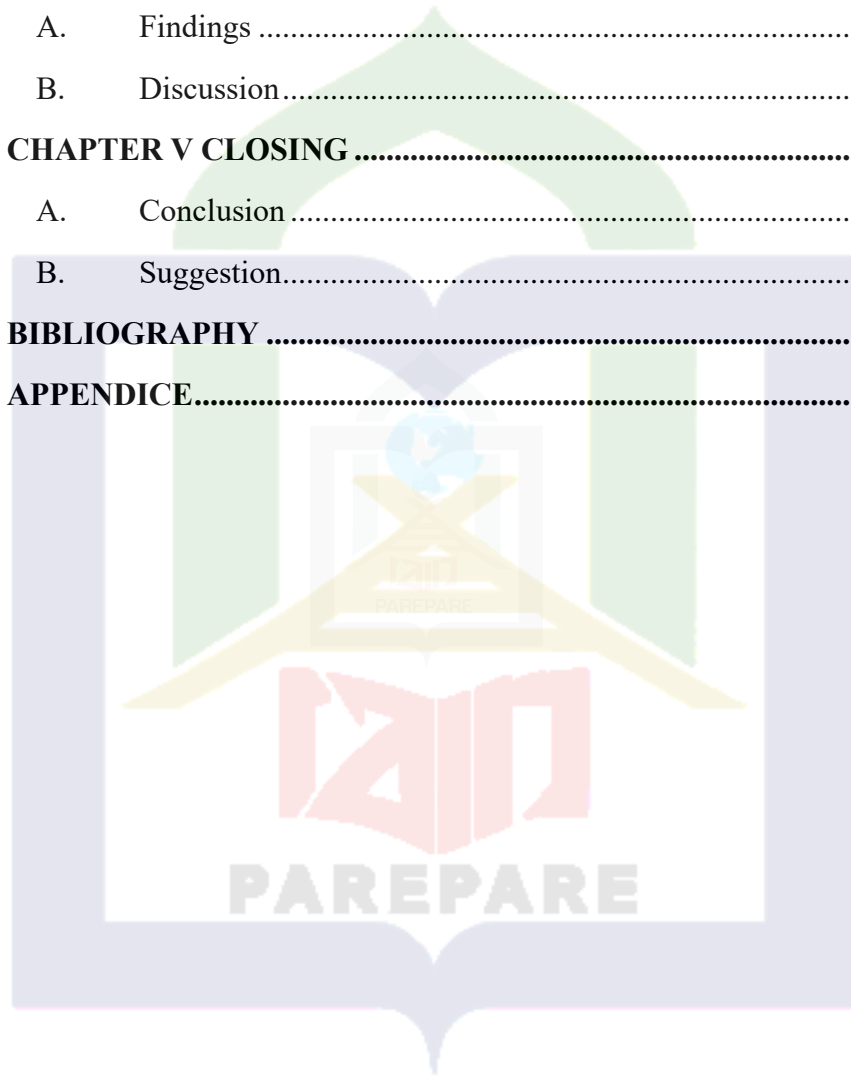 A. Findings ........................................................................
B. Discussion ........................................................................
CHAPTER V CLOSING ........................................................................
A. Conclusion ........................................................................
B. Suggestion ........................................................................
BIBLIOGRAPHY ........................................................................
APPENDICE ........................................................................
PAREPARE
PAREPARE